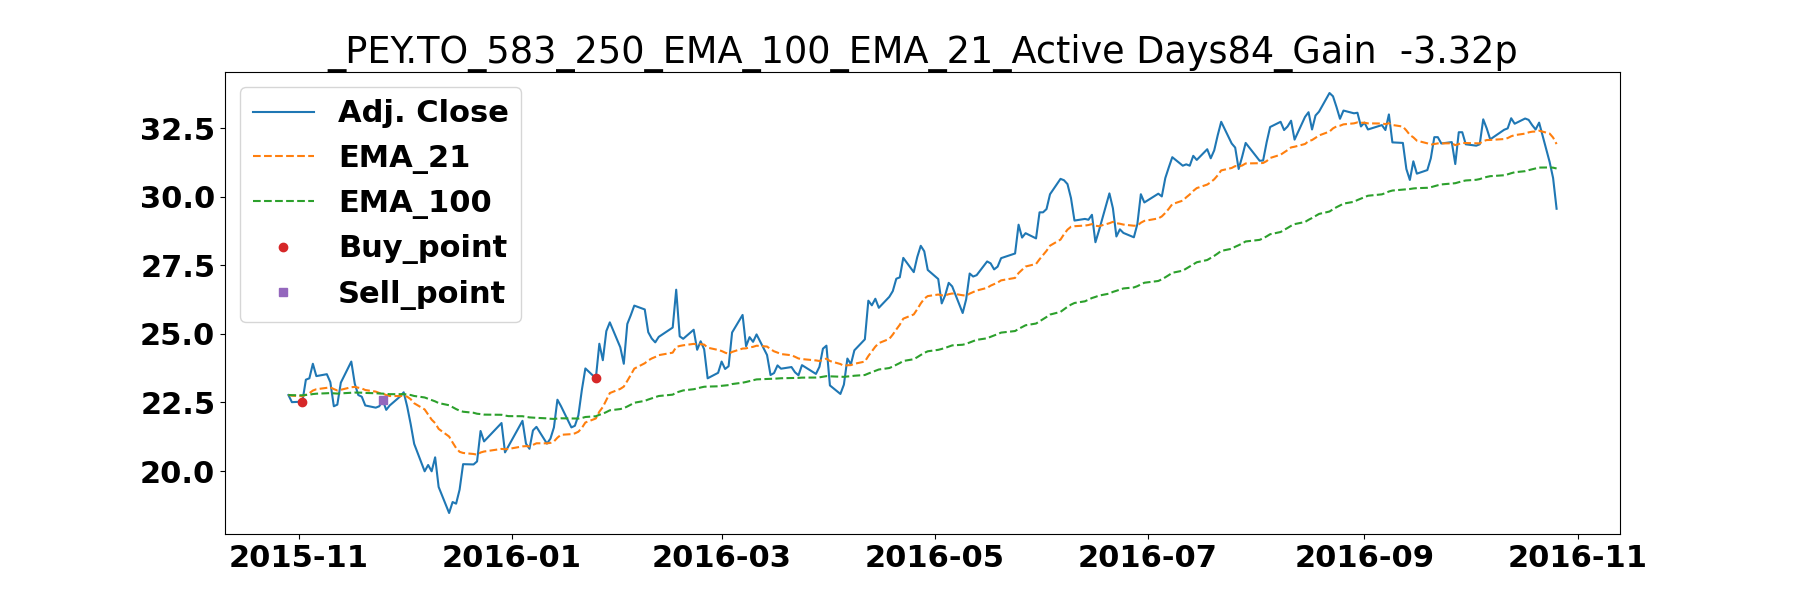 _PEY.TO_583_250_EMA_100_EMA_21_Active Days84_Gain  -3.32p
Adj. Close
EMA_21
EMA_100
Buy_point
Sell_point
32.5
30.0
27.5
25.0
22.5
20.0
2015-11 2016-01 2016-03 2016-05 2016-07 2016-09 2016-11